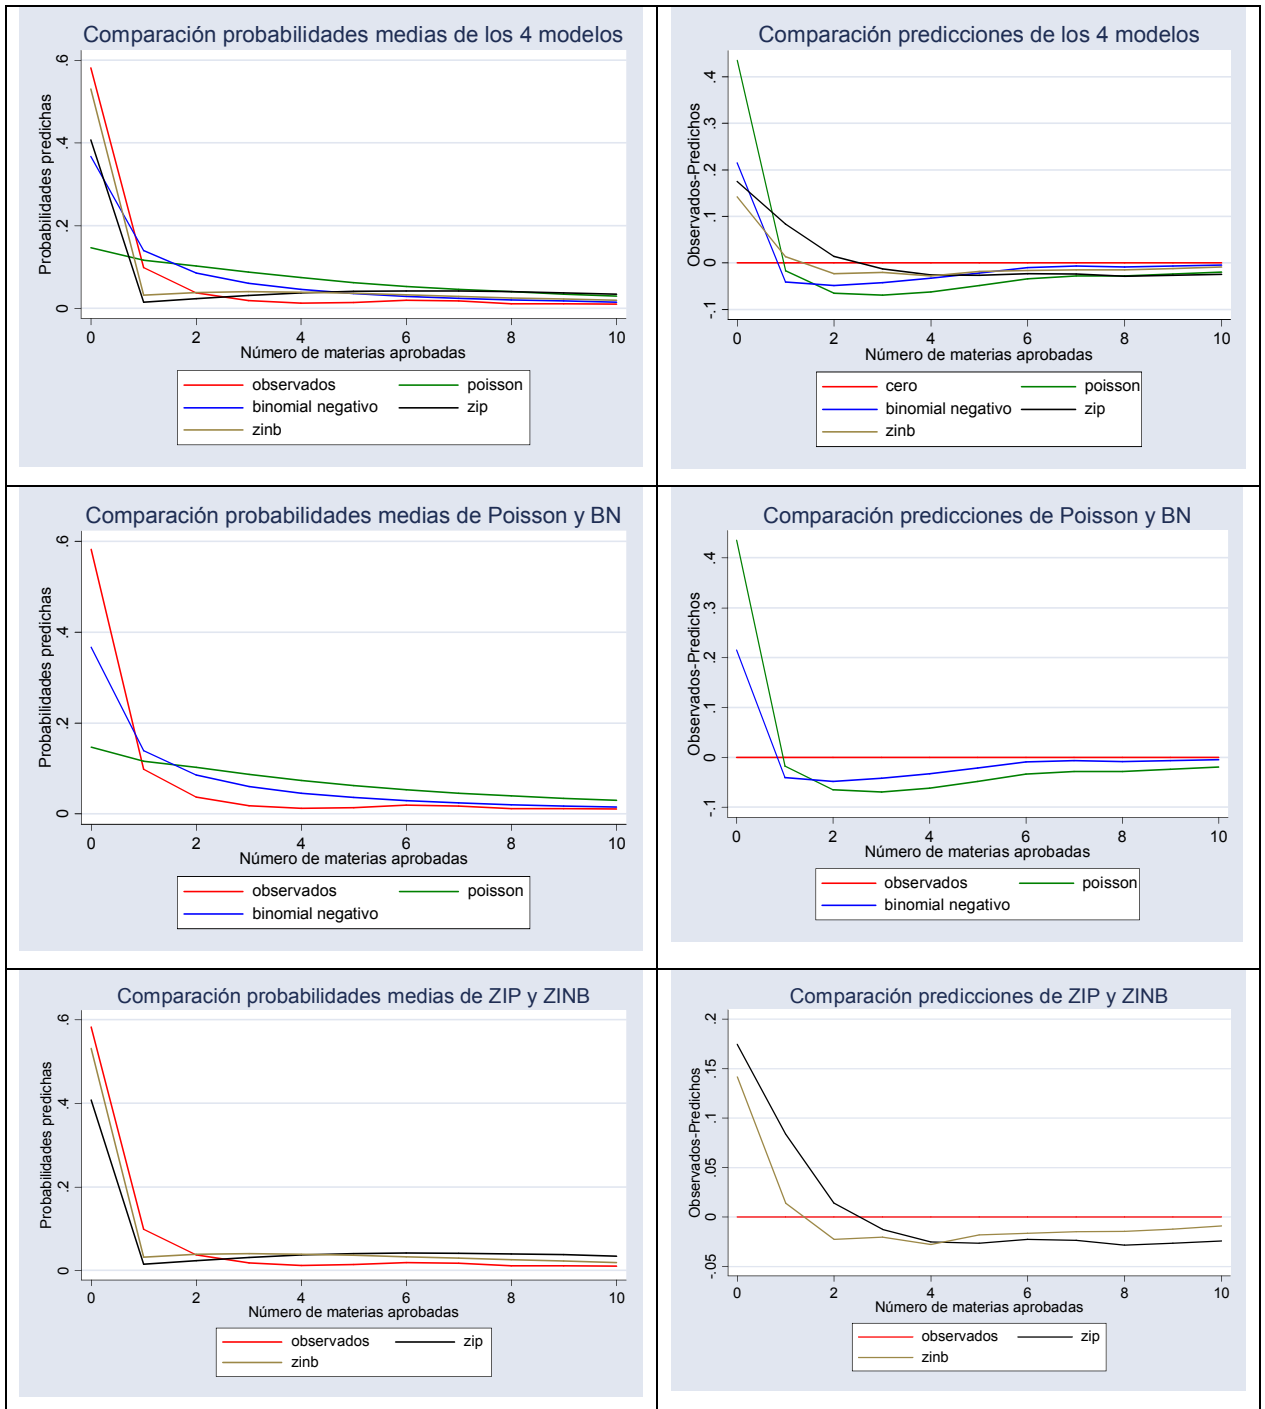 Comparación probabilidades medias de los 4 modelos
Probabilidades predichas
.6
.4
.2
0
0 2 4 6 8 10
Número de materias aprobadas
observados poisson
binomial negativo zip
zinb
Comparación predicciones de los 4 modelos
Observados-Predichos
.4
.3
.2
.1
0
-.1
0 2 4 6 8 10
Número de materias aprobadas
cero poisson
binomial negativo zip
zinb
Comparación probabilidades medias de Poisson y BN
Probabilidades predichas
.6
.4
.2
0
0 2 4 6 8 10
Número de materias aprobadas
observados poisson
binomial negativo
Comparación predicciones de Poisson y BN
Observados-Predichos
.4
.3
.2
.1
0
-.1
0 2 4 6 8 10
Número de materias aprobadas
observados poisson
binomial negativo
Comparación probabilidades medias de ZIP y ZINB
Probabilidades predichas
.6
.4
.2
0
0 2 4 6 8 10
Número de materias aprobadas
observados zip
zinb
Comparación predicciones de ZIP y ZINB
Observados-Predichos
.2
.15
.1
.05
0
-.05
0 2 4 6 8 10
Número de materias aprobadas
observados zip
zinb